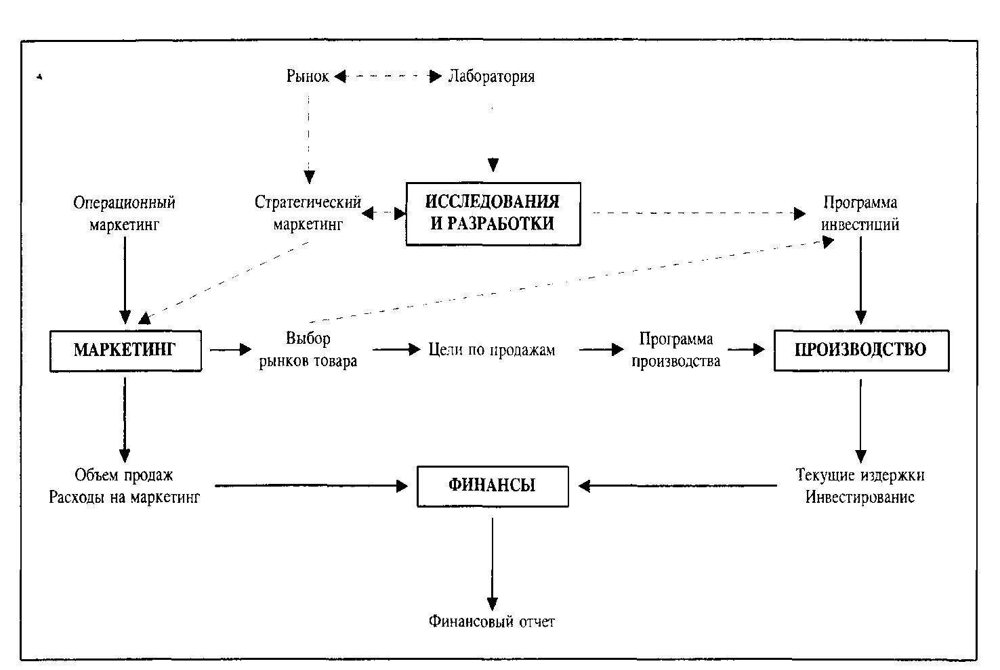 Рынок Лаборатория
Операционный
маркетинг
Стратегический
маркетинг
ИССЛЕДОВАНИЯ
И РАЗРАБОТКИ
Программа
инвестиций
МАРКЕТИНГ
Выбор
рынков товара
Цели по продажам
Программа
производства
ПРОИЗВОДСТВО
Объем продаж
Расходы на маркетинг
ФИНАНСЫ
Текущие издержки
Инвестирование
Финансовый отчет